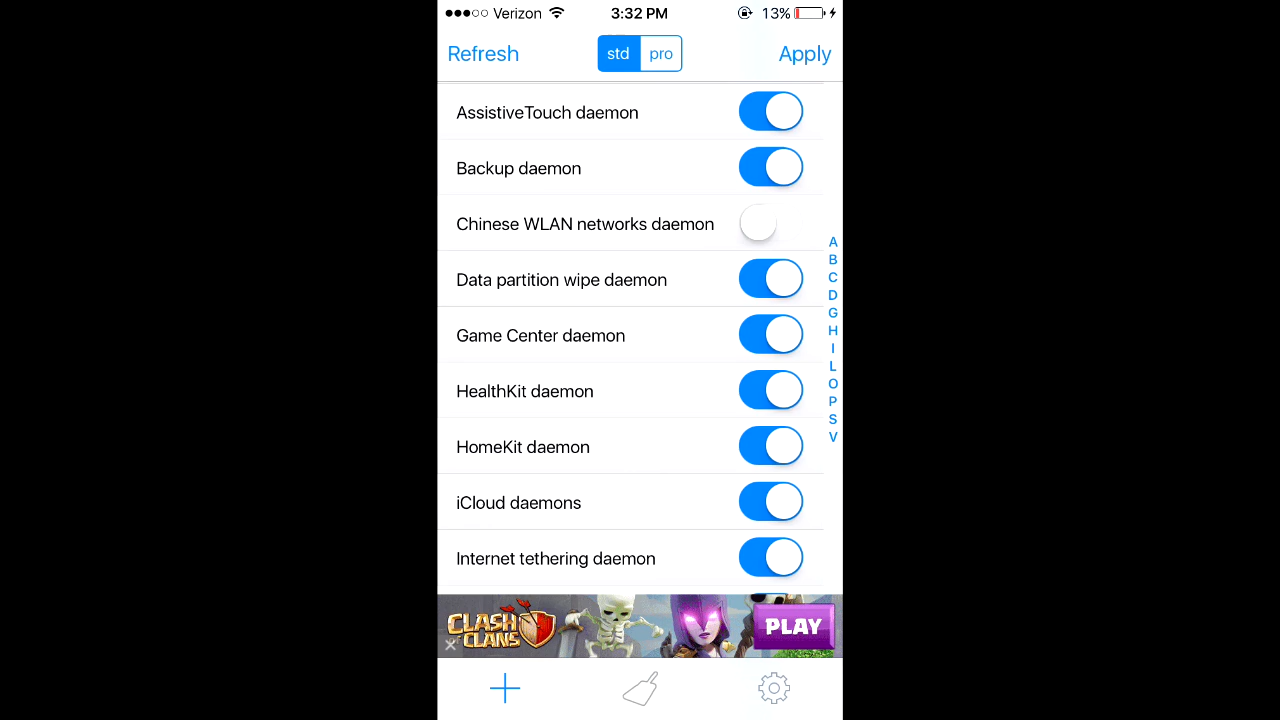 Verizon 3:32 PM 13%
Refresh std pro Apply
AssistiveTouch daemon
Backup daemon
Chinese WLAN networks daemon
Data partition wipe daemon
Game Center daemon
HealthKit daemon
HomeKit daemon
iCloud daemons
Internet tethering daemon
A
B
C
D
G
H
I
L
O
P
S
V
CLASH
OF CLANS
PLAY